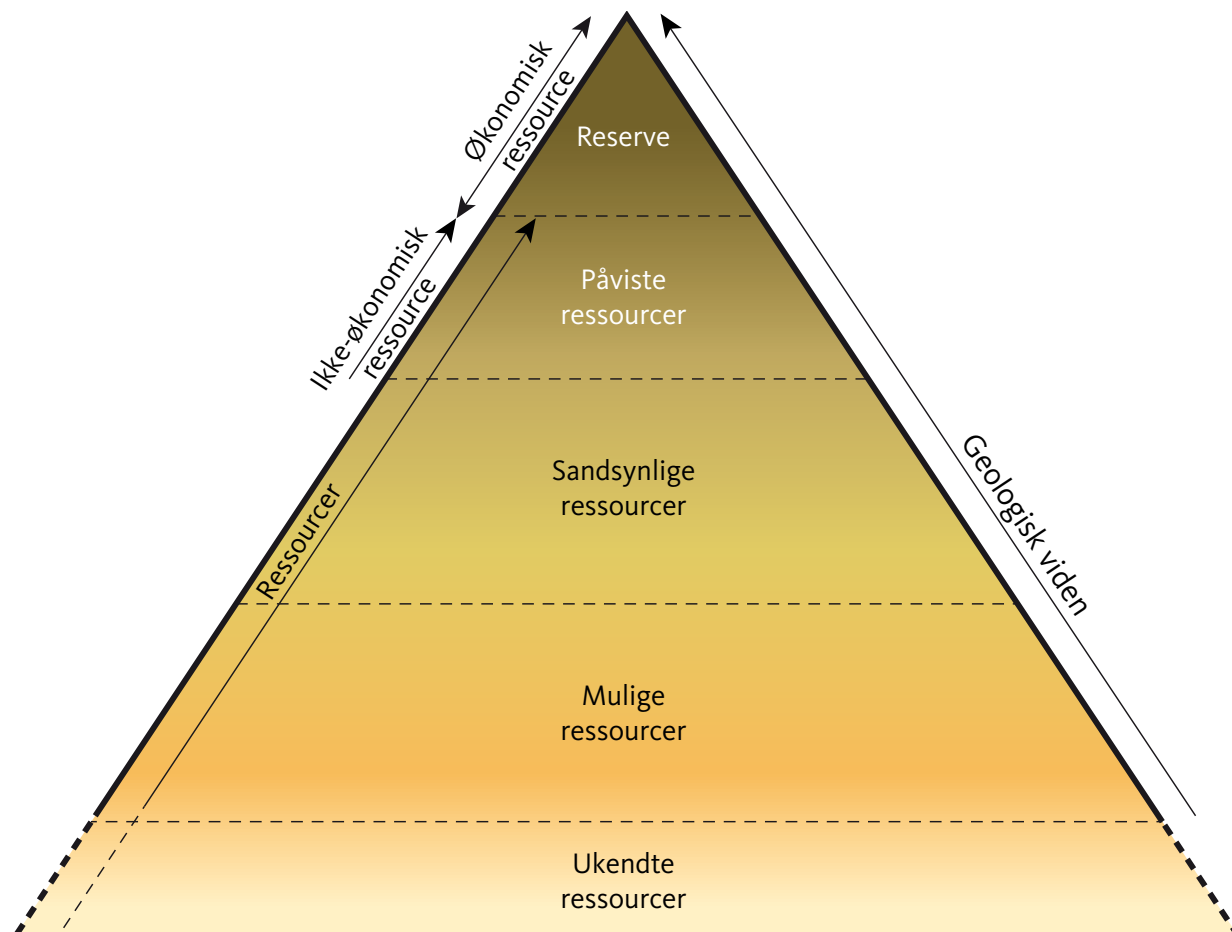 Økonomisk
ressource
Reserve
Ikke-økonomisk
ressource
Påviste
ressourcer
Ressourcer
Sandsynlige
ressourcer
Geologisk viden
Mulige
ressourcer
Ukendte
ressourcer